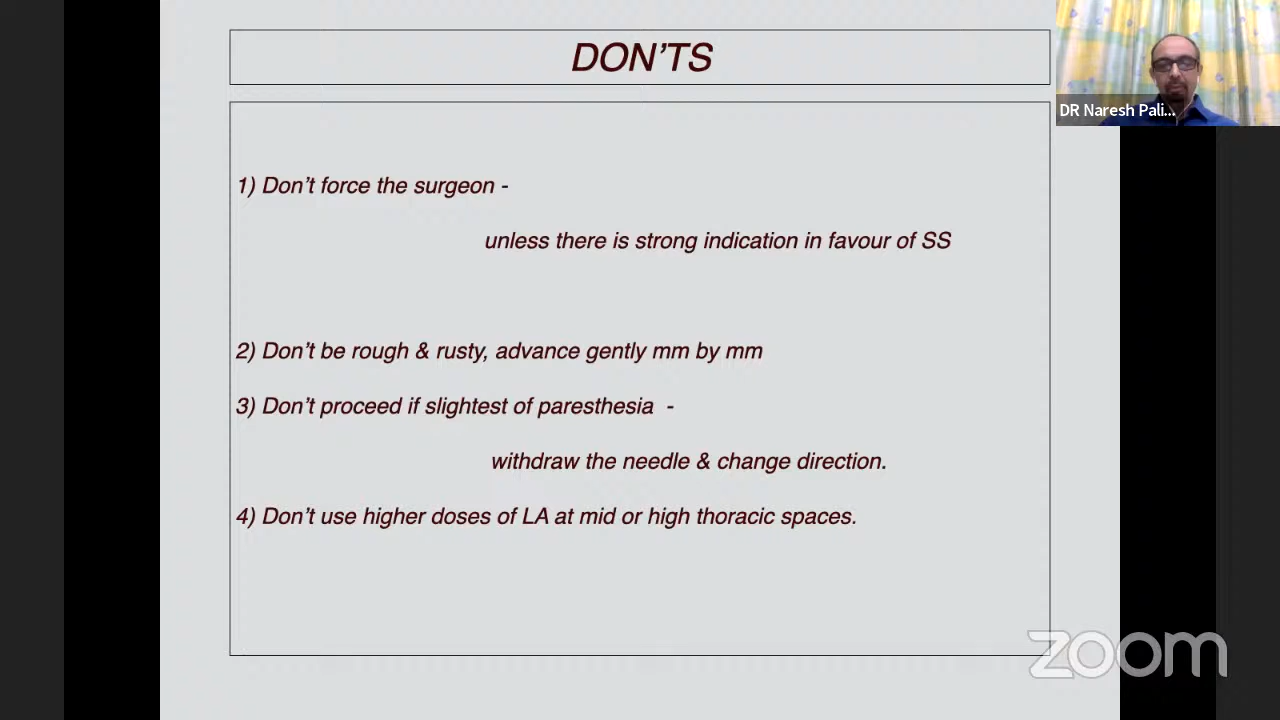 DON'TS
DR Naresh Pali...
1) Don't force the surgeon -
unless there is strong indication in favour of SS
2) Don't be rough & rusty, advance gently mm by mm
3) Don't proceed if slightest of paresthesia -
withdraw the needle & change direction.
4) Don't use higher doses of LA at mid or high thoracic spaces.
zoom